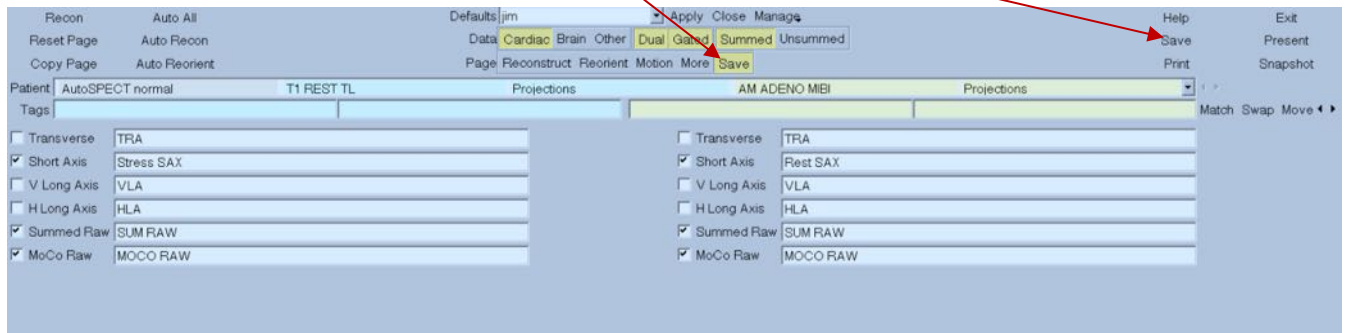 Recon Auto All Defaults jim Apply Close Manage Help Exit
Reset Page Auto Recon Data Cardiac Brain Other Dual Gated Summed Unsummed Save Present
Copy Page Auto Reorient Page Reconstruct Reorient Motion More Save Print Snapshot
Patient AutoSPECT normal T1 REST TL Projections AM ADENO MIBI Projections
Tags Match Swap Move
Transverse TRA Transverse TRA
Short Axis Stress SAX Short Axis Rest SAX
V Long Axis VLA V Long Axis VLA
H Long Axis HLA H Long Axis HLA
Summed Raw SUM RAW Summed Raw SUM RAW
MoCo Raw MOCO RAW MoCo Raw MOCO RAW